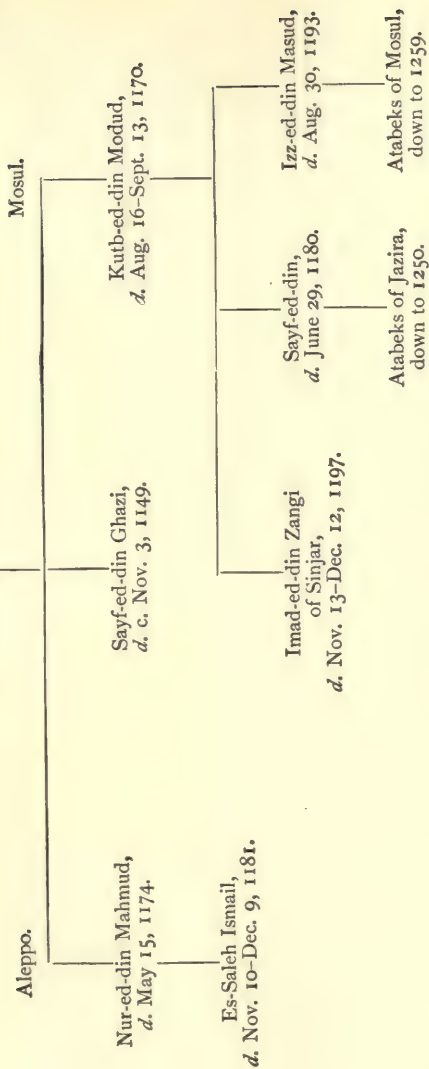 Aleppo.
Mosul.
Nur-ed-din Mahmud,
d. May 15, 1174.
Sayf-ed-din Ghazi,
d. c. Nov. 3, 1149.
Kutb-ed-din Modud,
d. Aug. 16–Sept. 13, 1170.
Es-Saleh Ismail,
d. Nov. 10–Dec. 9, 1181.
Imad-ed-din Zangi
of Sinjar,
d. Nov. 13–Dec. 12, 1197.
Sayf-ed-din,
d. June 29, 1180.
Izz-ed-din Masud,
d. Aug. 30, 1193.
Atabeks of Jazira,
down to 1250.
Atabeks of Mosul,
down to 1259.